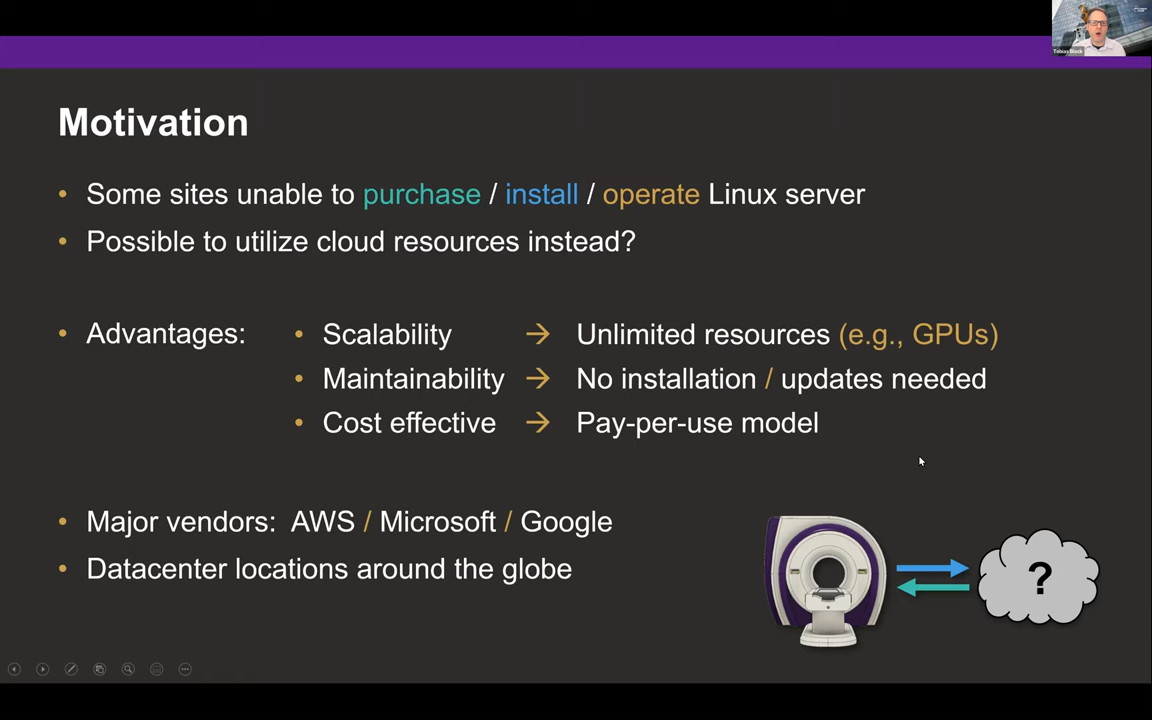 Motivation
• Some sites unable to purchase / install / operate Linux server
• Possible to utilize cloud resources instead?
• Advantages:
• Scalability → Unlimited resources (e.g., GPUs)
• Maintainability → No installation / updates needed
• Cost effective → Pay-per-use model
• Major vendors: AWS / Microsoft / Google
• Datacenter locations around the globe
?
Tobias Block